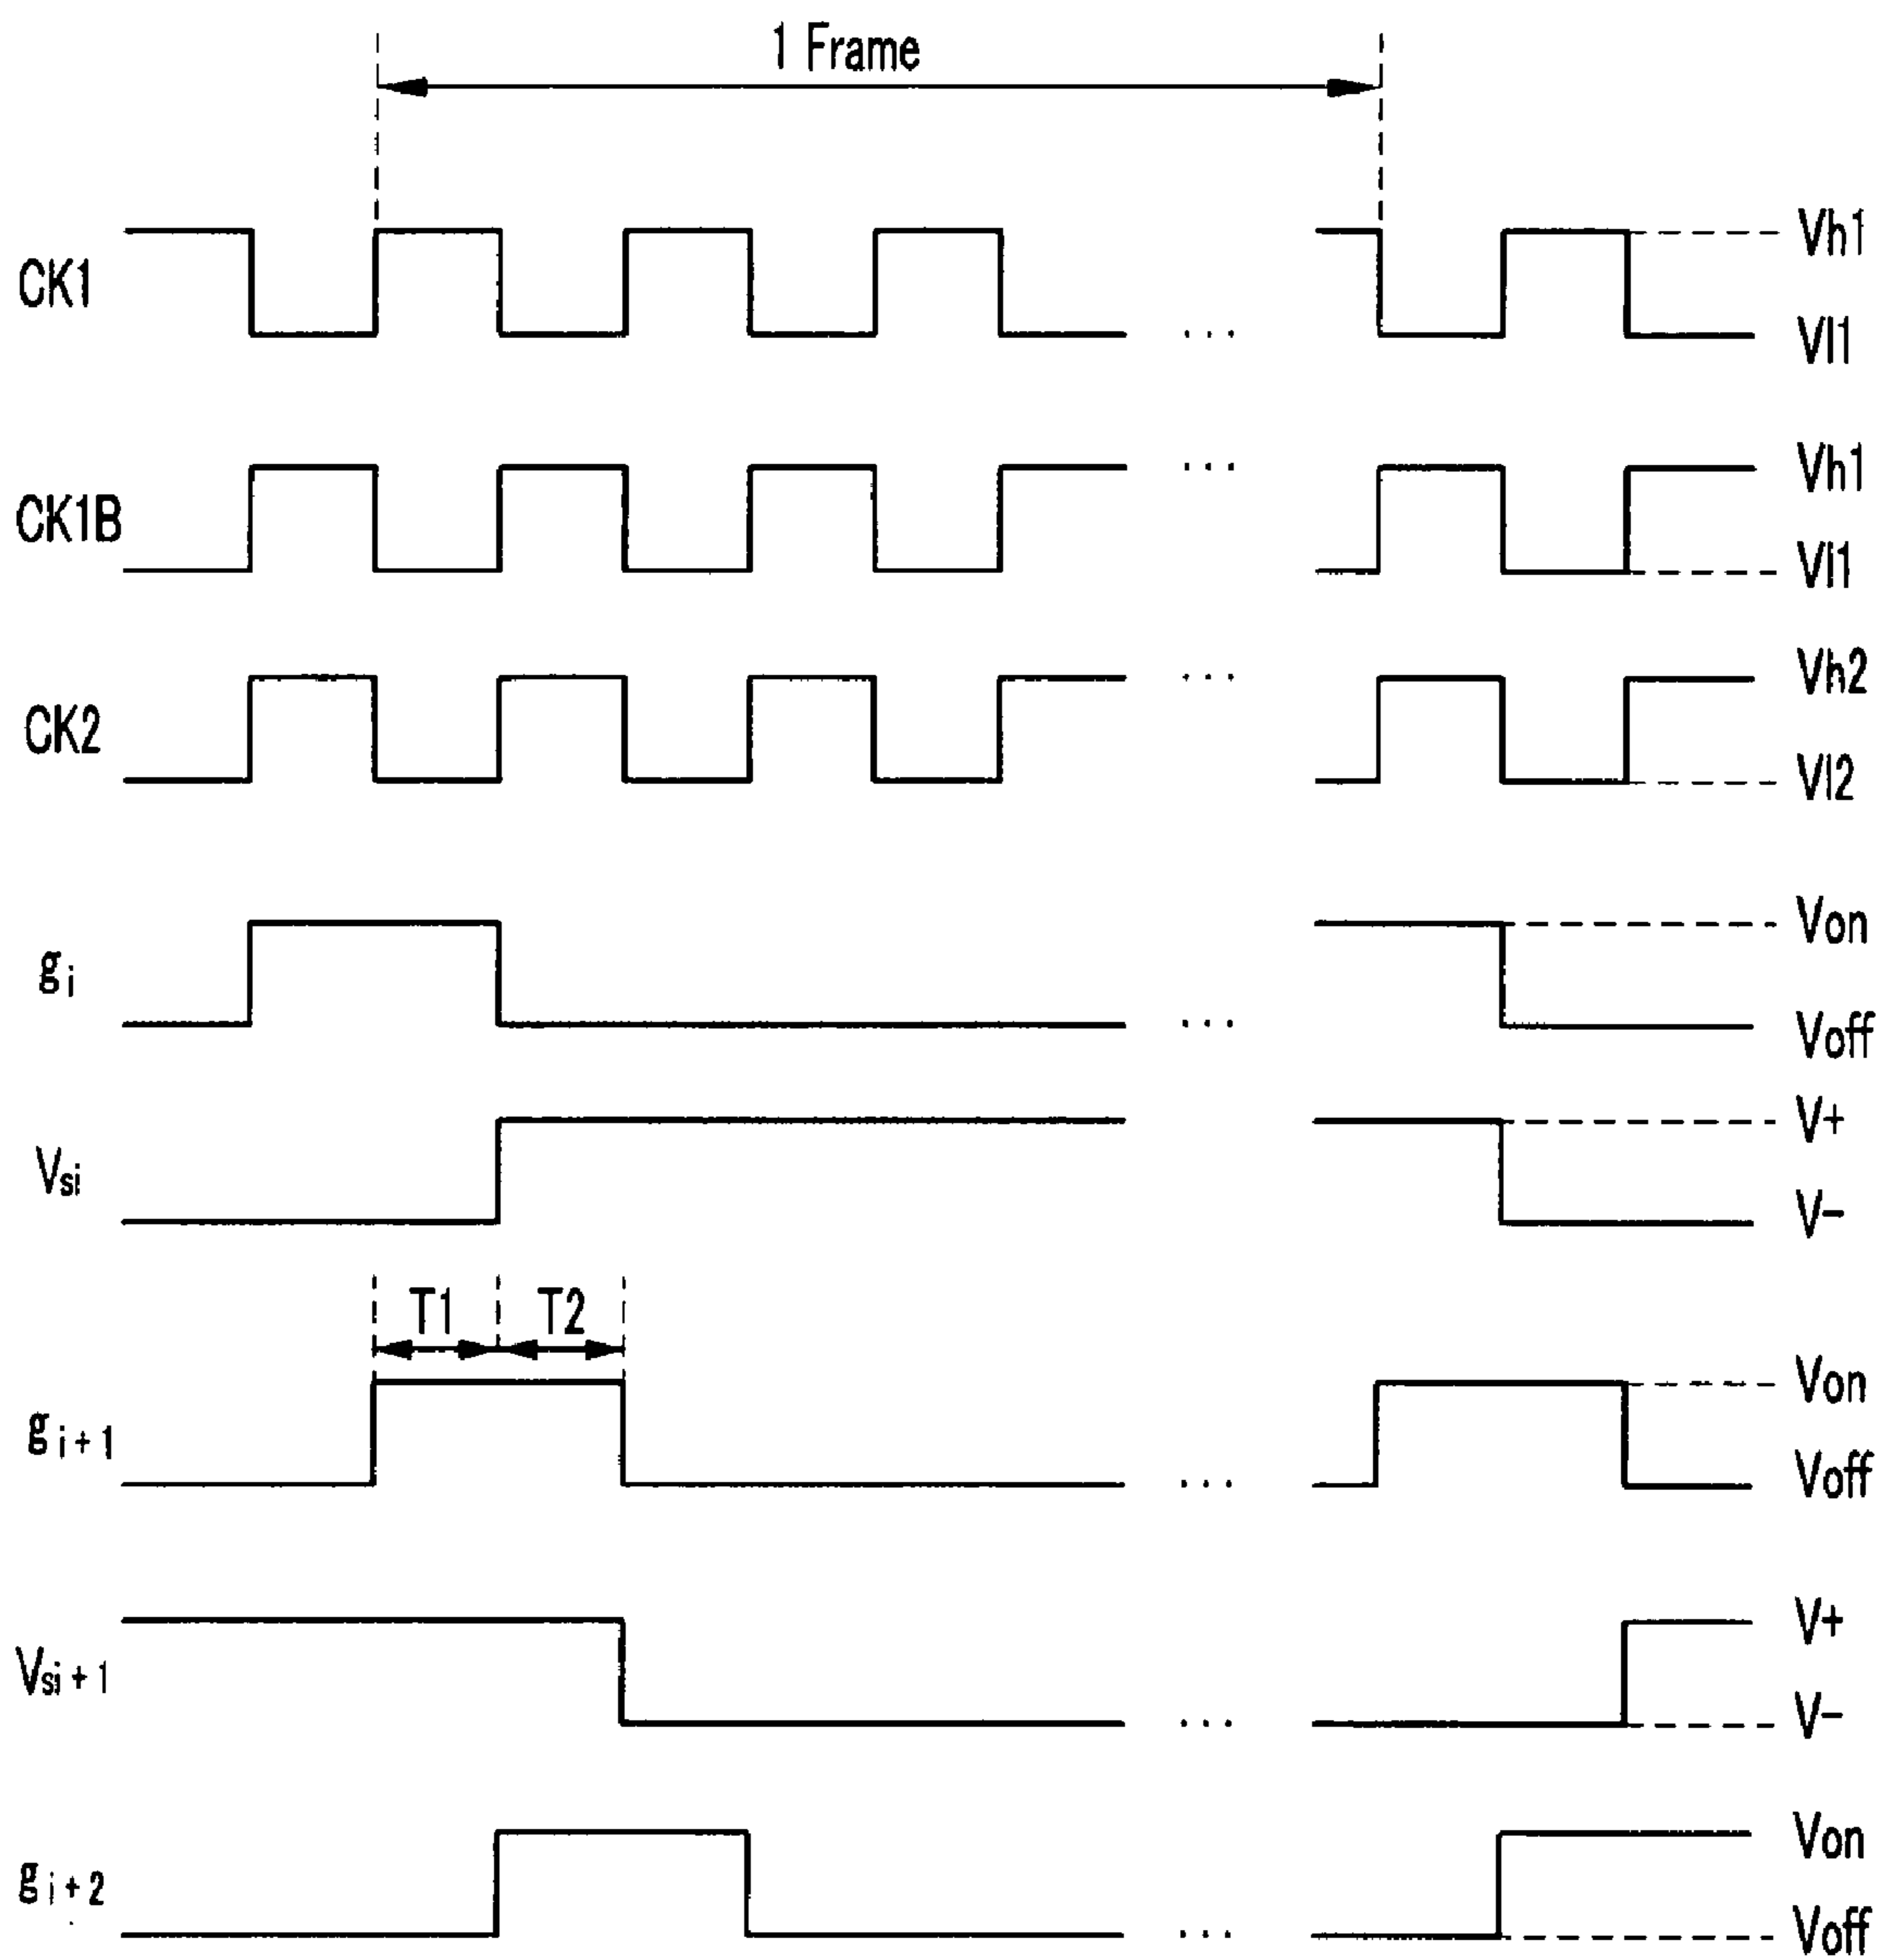 1 Frame
CK1
Vh1
Vl1
CK1B
Vh1
Vl1
CK2
Vh2
Vl2
...
gi
Von
Voff
Vsi
V+
V-
T1
T2
gi+1
Von
Voff
Vsi+1
V+
V-
gi+2
Von
Voff